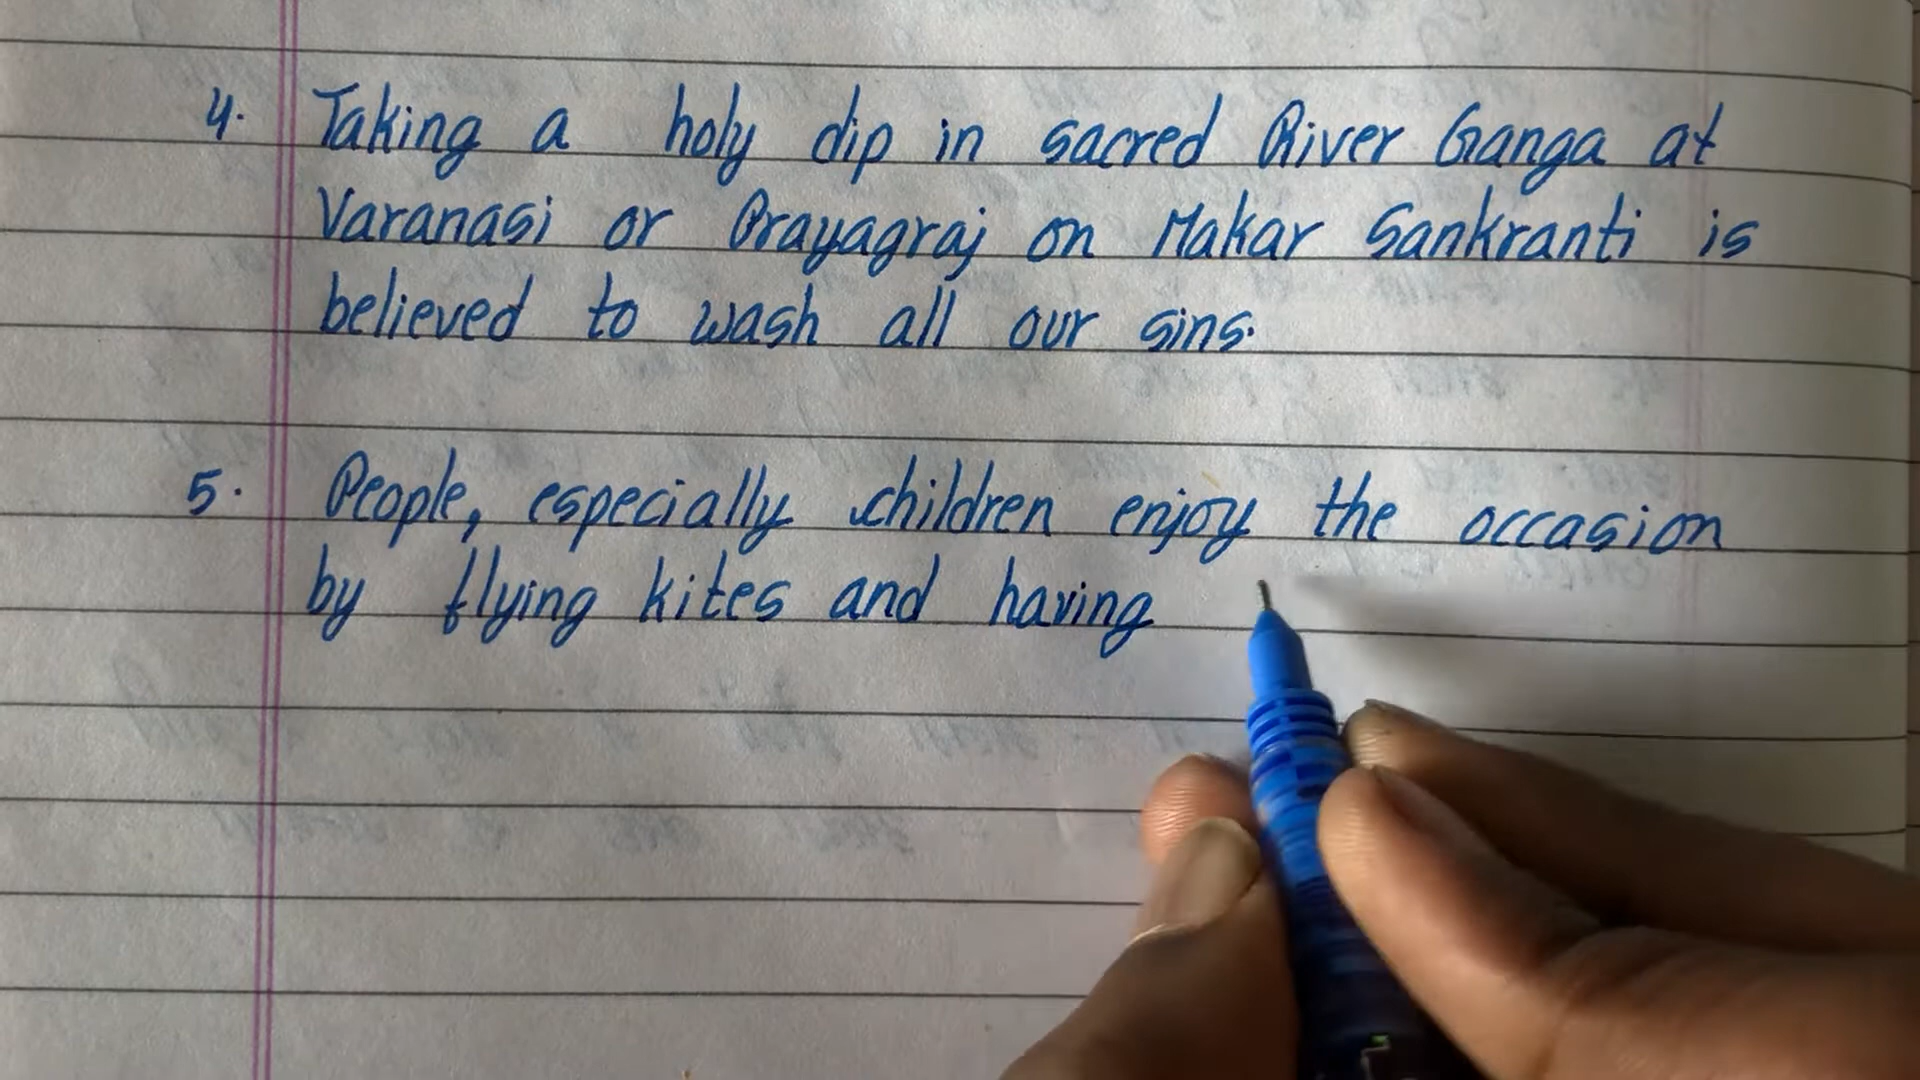 4. Taking a holy dip in sacred River Ganga at
Varanasi or Prayagraj on Makar Sankranti is
believed to wash all our sins.
5. People, especially children enjoy the occasion
by flying kites and having